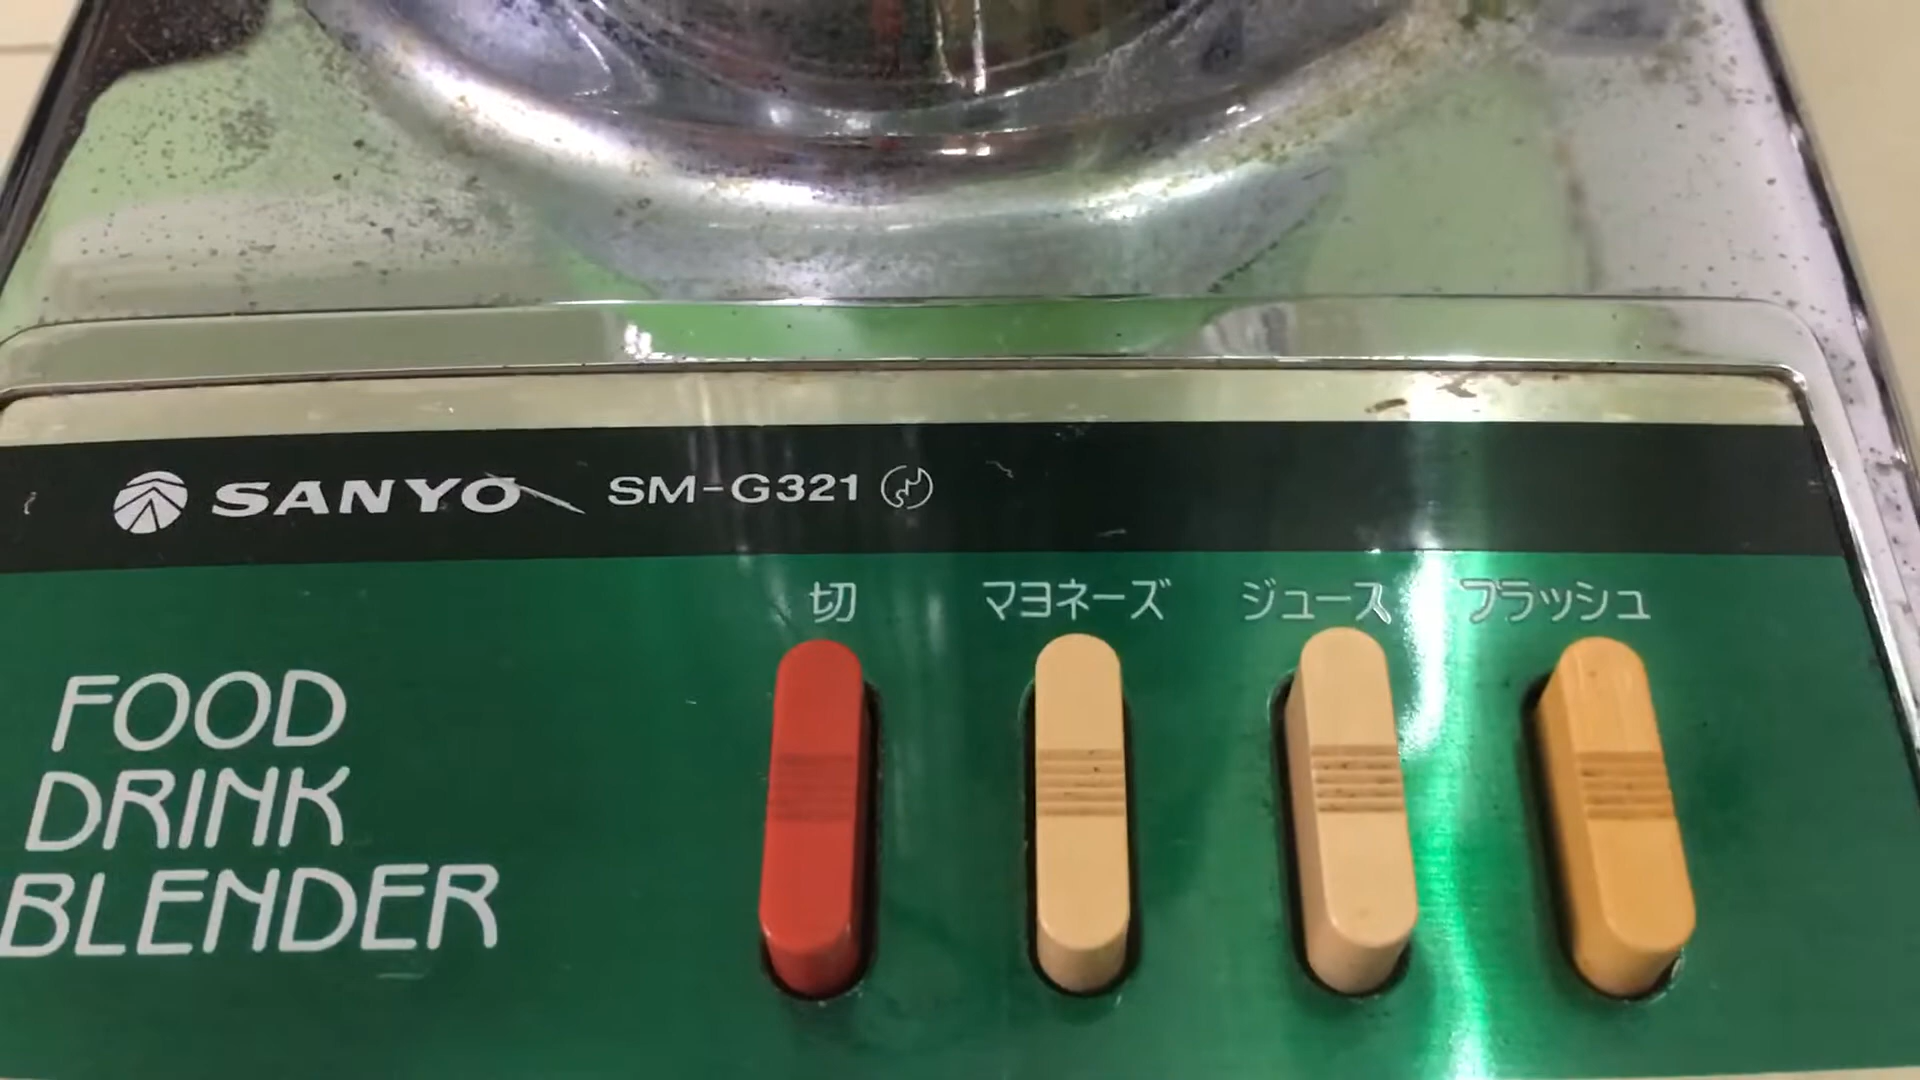 SANYO SM-G321
切 マヨネーズ ジュース フラッシュ
FOOD
DRINK
BLENDER